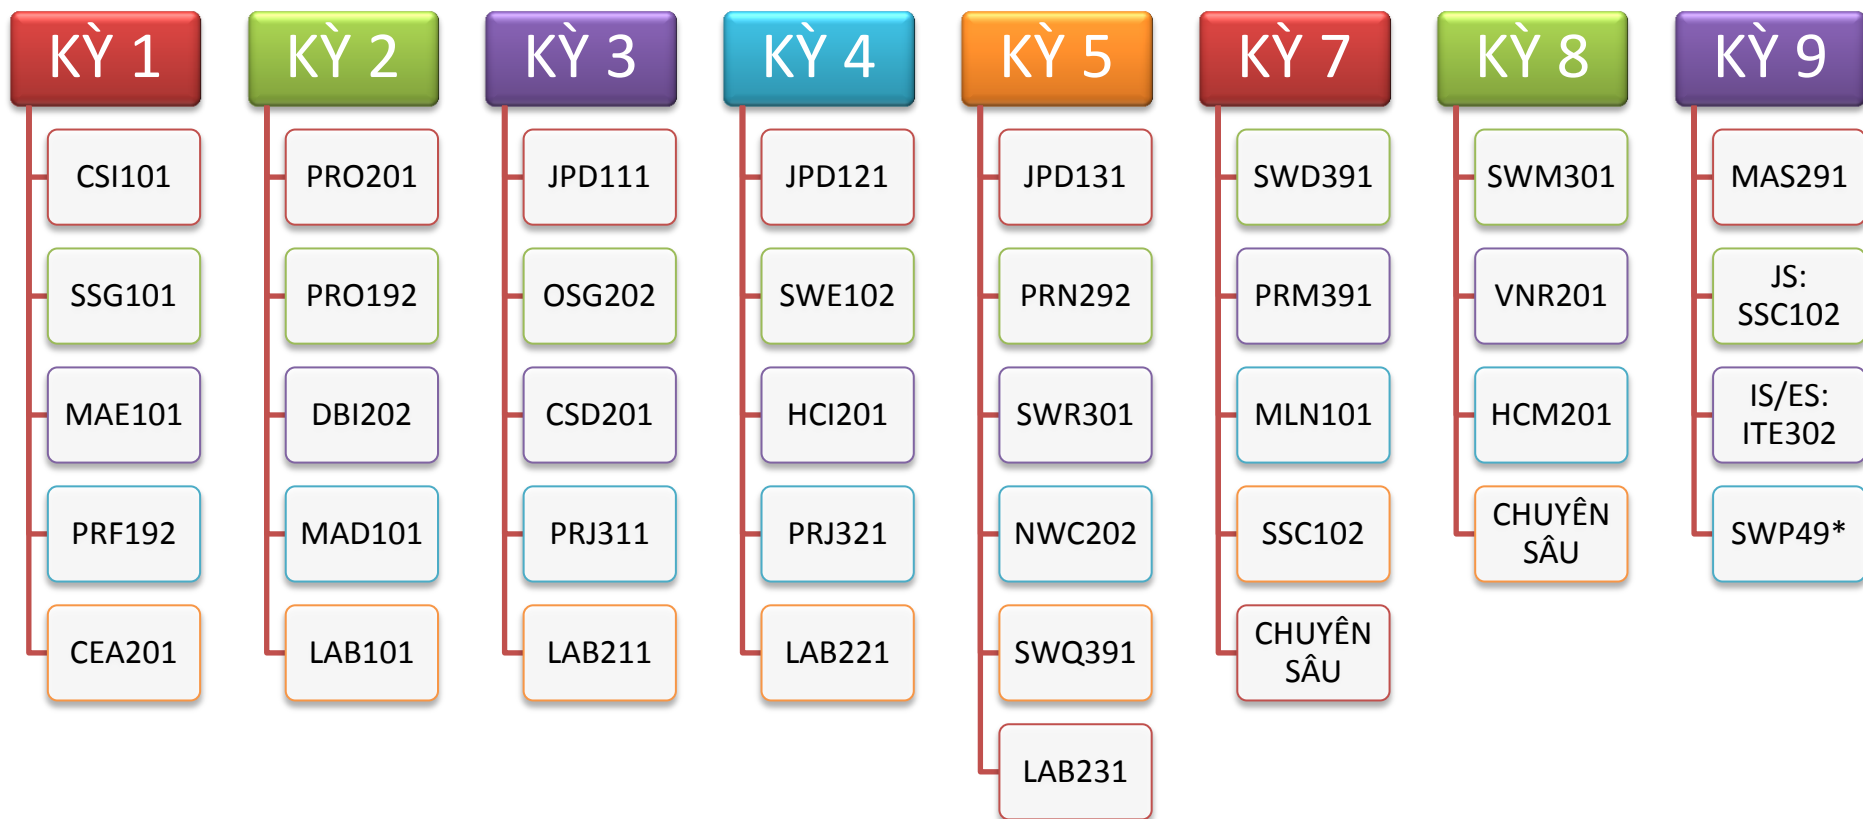 KỲ 1
CSI101
SSG101
MAE101
PRF192
CEA201
KỲ 2
PRO201
PRO192
DBI202
MAD101
LAB101
KỲ 3
JPD111
OSG202
CSD201
PRJ311
LAB211
KỲ 4
JPD121
SWE102
HCI201
PRJ321
LAB221
KỲ 5
JPD131
PRN292
SWR301
NWC202
SWQ391
LAB231
KỲ 7
SWD391
PRM391
MLN101
SSC102
CHUYÊN
SÂU
KỲ 8
SWM301
VNR201
HCM201
CHUYÊN
SÂU
KỲ 9
MAS291
JS:
SSC102
IS/ES:
ITE302
SWP49*